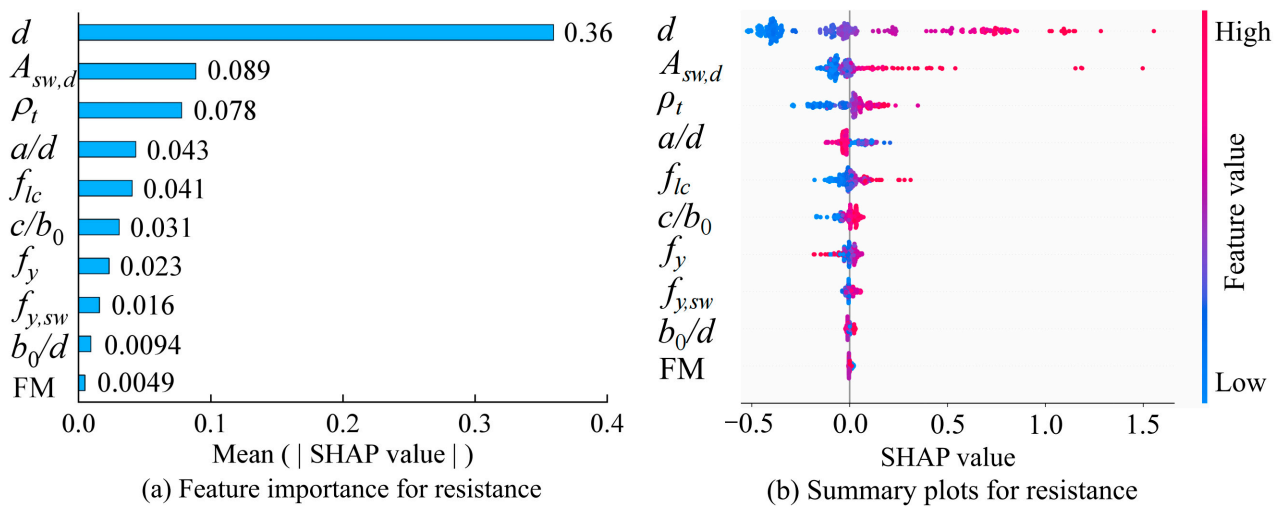 d 0.36
A_sw,d 0.089
ρ_t 0.078
a/d 0.043
f_lc 0.041
c/b_0 0.031
f_y 0.023
f_y,sw 0.016
b_0/d 0.0094
FM 0.0049
0.0 0.1 0.2 0.3 0.4
Mean ( | SHAP value | )
(a) Feature importance for resistance
d
A_sw,d
ρ_t
a/d
f_lc
c/b_0
f_y
f_y,sw
b_0/d
FM
−0.5 0.0 0.5 1.0 1.5
SHAP value
High
Feature value
Low
(b) Summary plots for resistance